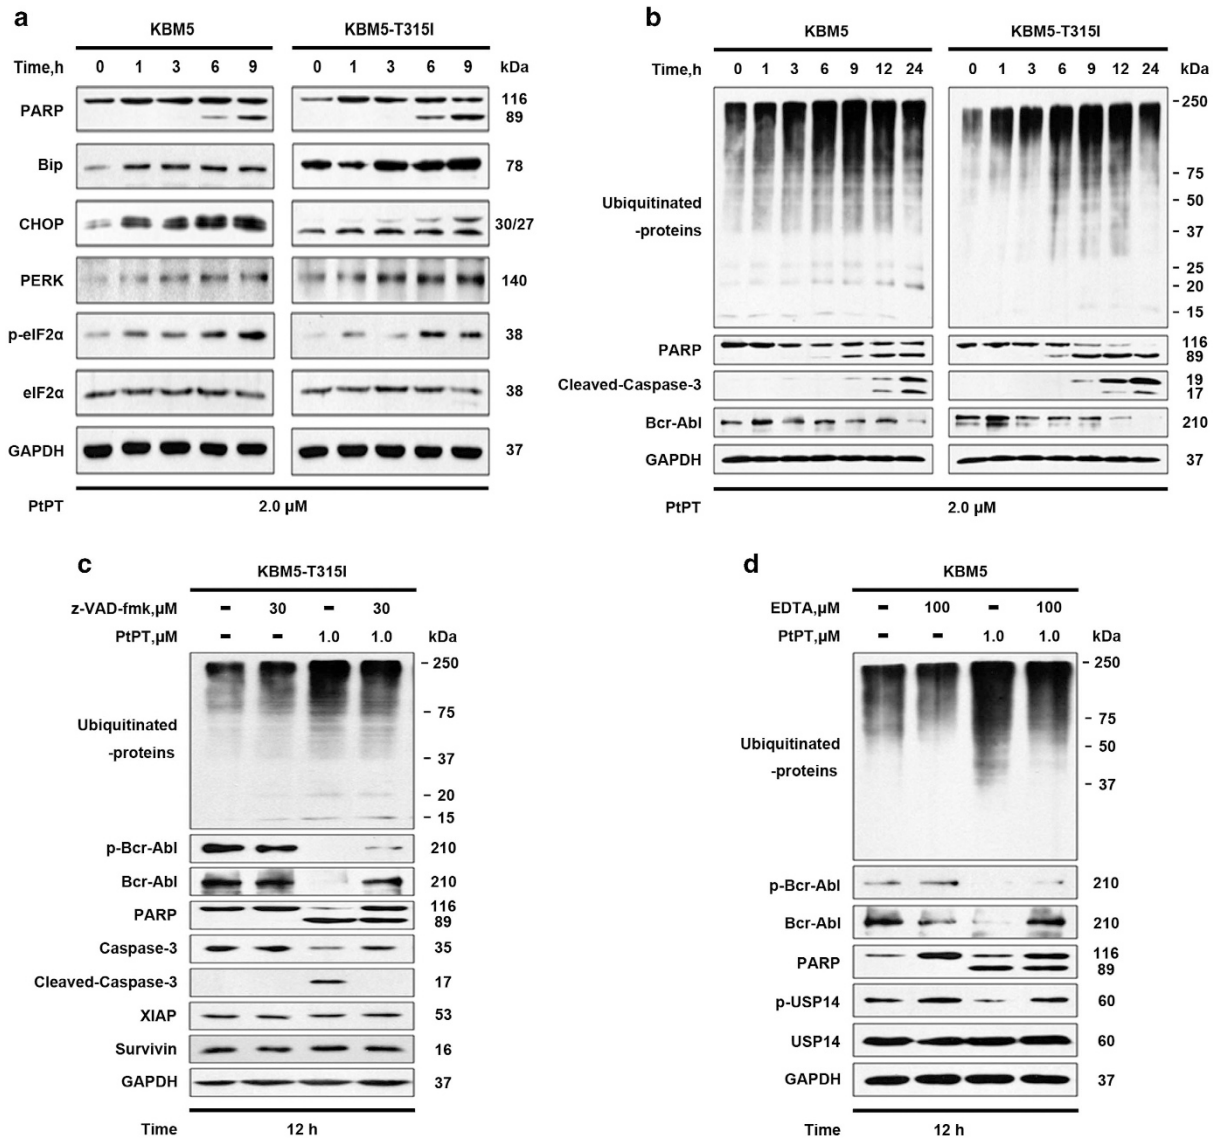 a
KBM5 KBM5-T315I
Time,h 0 1 3 6 9 0 1 3 6 9 kDa
PARP 116
89
Bip 78
CHOP 30/27
PERK 140
p-eIF2α 38
eIF2α 38
GAPDH 37
PtPT 2.0 μM
b
KBM5 KBM5-T315I
Time,h 0 1 3 6 9 12 24 0 1 3 6 9 12 24 kDa
Ubiquitinated
-proteins
- 250
- 75
- 50
- 37
25
- 20
- 15
PARP 116
89
Cleaved-Caspase-3 19
17
Bcr-Abl 210
GAPDH 37
PtPT 2.0 μM
c
KBM5-T315I
z-VAD-fmk,μM - 30 - 30
PtPT,μM - - 1.0 1.0 kDa
Ubiquitinated
-proteins
- 250
- 75
- 37
- 20
- 15
p-Bcr-Abl 210
Bcr-Abl 210
PARP 116
89
Caspase-3 35
Cleaved-Caspase-3 17
XIAP 53
Survivin 16
GAPDH 37
Time 12 h
d
KBM5
EDTA,μM - 100 - 100
PtPT,μM - - 1.0 1.0 kDa
Ubiquitinated
-proteins
- 250
- 75
- 50
- 37
p-Bcr-Abl 210
Bcr-Abl 210
PARP 116
89
p-USP14 60
USP14 60
GAPDH 37
Time 12 h